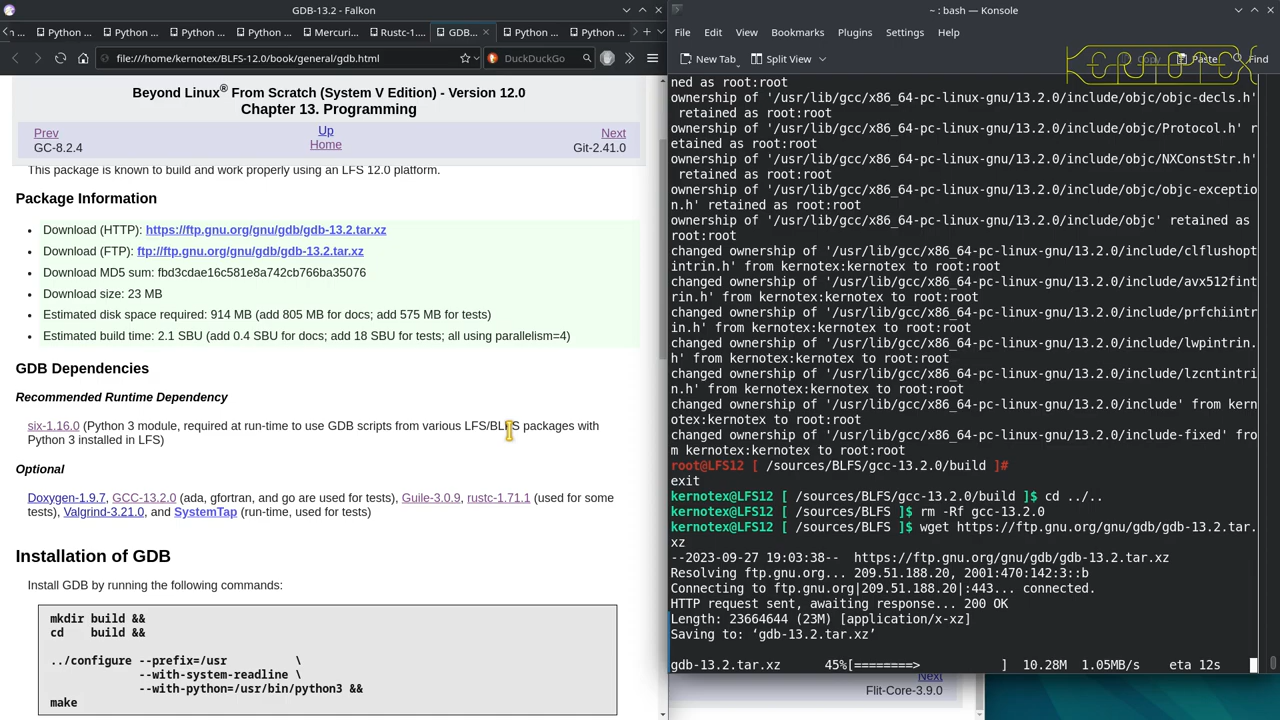 GDB-13.2 – Falkon
Python ...
Python ...
Python ...
Python ...
Mercuri...
Rustc-1....
GDB...
Python ...
Python ...
file:///home/kernotex/BLFS-12.0/book/general/gdb.html
DuckDuckGo
Beyond Linux® From Scratch (System V Edition) - Version 12.0
Chapter 13. Programming
Prev
Up
Next
GC-8.2.4
Home
Git-2.41.0
This package is known to build and work properly using an LFS 12.0 platform.
Package Information
• Download (HTTP): https://ftp.gnu.org/gnu/gdb/gdb-13.2.tar.xz
• Download (FTP): ftp://ftp.gnu.org/gnu/gdb/gdb-13.2.tar.xz
• Download MD5 sum: fbd3cdae16c581e8a742cb766ba35076
• Download size: 23 MB
• Estimated disk space required: 914 MB (add 805 MB for docs; add 575 MB for tests)
• Estimated build time: 2.1 SBU (add 0.4 SBU for docs; add 18 SBU for tests; all using parallelism=4)
GDB Dependencies
Recommended Runtime Dependency
six-1.16.0 (Python 3 module, required at run-time to use GDB scripts from various LFS/BLFS packages with
Python 3 installed in LFS)
Optional
Doxygen-1.9.7, GCC-13.2.0 (ada, gfortran, and go are used for tests), Guile-3.0.9, rustc-1.71.1 (used for some
tests), Valgrind-3.21.0, and SystemTap (run-time, used for tests)
Installation of GDB
Install GDB by running the following commands:
mkdir build &&
cd    build &&
../configure --prefix=/usr          \
             --with-system-readline \
             --with-python=/usr/bin/python3 &&
make
~ : bash — Konsole
File Edit View Bookmarks Plugins Settings Help
New Tab Split View Copy Paste Find
KERNOTEX
ned as root:root
ownership of '/usr/lib/gcc/x86_64-pc-linux-gnu/13.2.0/include/objc/objc-decls.h'
 retained as root:root
ownership of '/usr/lib/gcc/x86_64-pc-linux-gnu/13.2.0/include/objc/Protocol.h' r
etained as root:root
ownership of '/usr/lib/gcc/x86_64-pc-linux-gnu/13.2.0/include/objc/NXConstStr.h'
 retained as root:root
ownership of '/usr/lib/gcc/x86_64-pc-linux-gnu/13.2.0/include/objc/objc-exceptio
n.h' retained as root:root
ownership of '/usr/lib/gcc/x86_64-pc-linux-gnu/13.2.0/include/objc' retained as
root:root
changed ownership of '/usr/lib/gcc/x86_64-pc-linux-gnu/13.2.0/include/clflushopt
intrin.h' from kernotex:kernotex to root:root
changed ownership of '/usr/lib/gcc/x86_64-pc-linux-gnu/13.2.0/include/avx512fint
rin.h' from kernotex:kernotex to root:root
changed ownership of '/usr/lib/gcc/x86_64-pc-linux-gnu/13.2.0/include/prfchiintr
in.h' from kernotex:kernotex to root:root
changed ownership of '/usr/lib/gcc/x86_64-pc-linux-gnu/13.2.0/include/lwpintrin.
h' from kernotex:kernotex to root:root
changed ownership of '/usr/lib/gcc/x86_64-pc-linux-gnu/13.2.0/include/lzcntintri
n.h' from kernotex:kernotex to root:root
changed ownership of '/usr/lib/gcc/x86_64-pc-linux-gnu/13.2.0/include' from kern
otex:kernotex to root:root
changed ownership of '/usr/lib/gcc/x86_64-pc-linux-gnu/13.2.0/include-fixed' fro
m kernotex:kernotex to root:root
root@LFS12 [ /sources/BLFS/gcc-13.2.0/build ]#
exit
kernotex@LFS12 [ /sources/BLFS/gcc-13.2.0/build ]$ cd ../..
kernotex@LFS12 [ /sources/BLFS ]$ rm -Rf gcc-13.2.0
kernotex@LFS12 [ /sources/BLFS ]$ wget https://ftp.gnu.org/gnu/gdb/gdb-13.2.tar.
xz
--2023-09-27 19:03:38--  https://ftp.gnu.org/gnu/gdb/gdb-13.2.tar.xz
Resolving ftp.gnu.org... 209.51.188.20, 2001:470:142:3::b
Connecting to ftp.gnu.org|209.51.188.20|:443... connected.
HTTP request sent, awaiting response... 200 OK
Length: 23664644 (23M) [application/x-xz]
Saving to: ‘gdb-13.2.tar.xz’
gdb-13.2.tar.xz      45%[========>           ]  10.28M  1.05MB/s    eta 12s
Next
Flit-Core-3.9.0